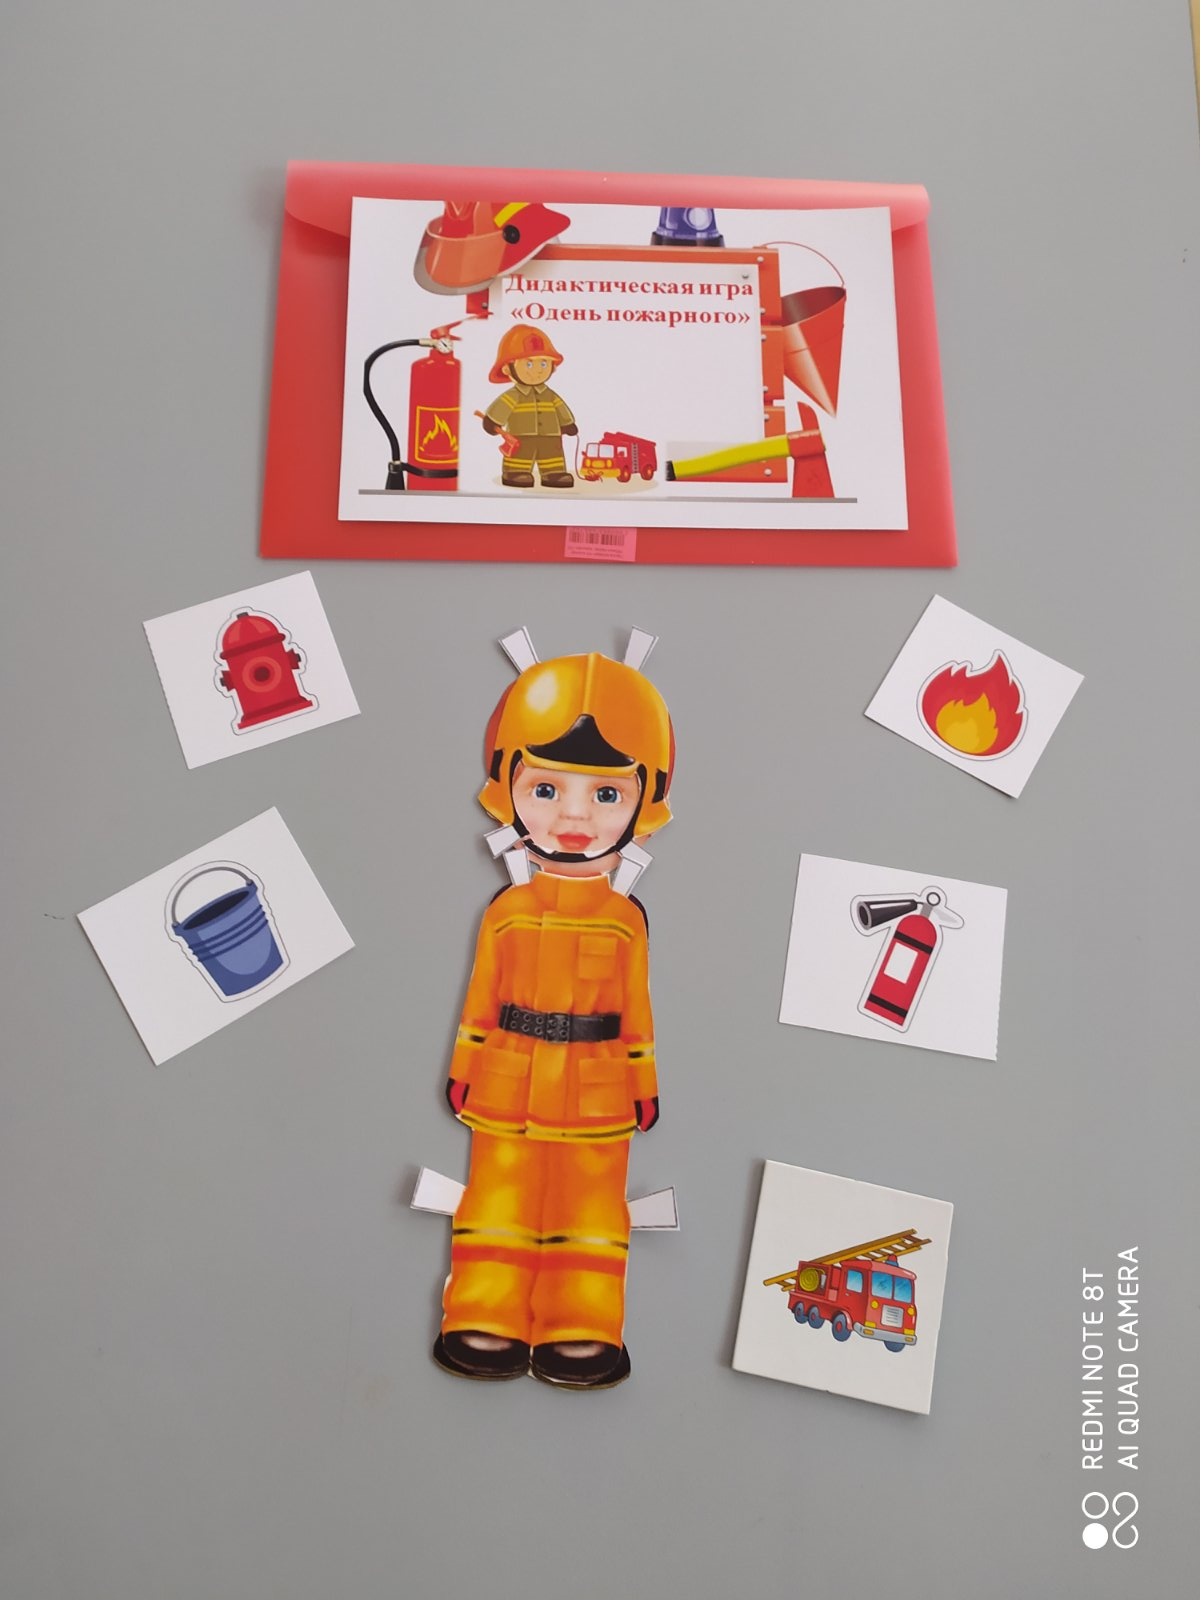 Дидактическая игра
«Одень пожарного»
REDMI NOTE 8T
AI QUAD CAMERA